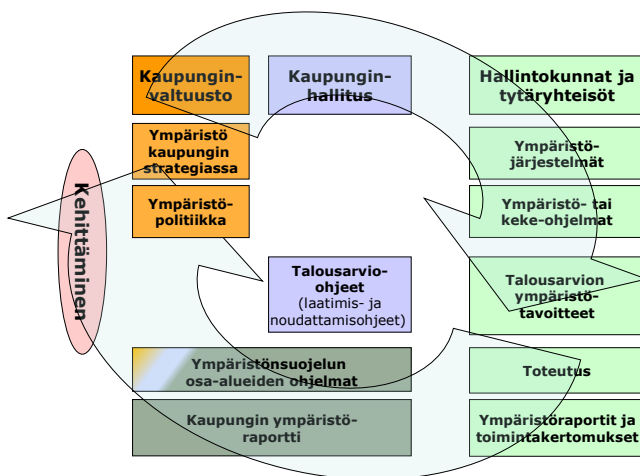 Kaupungin-
valtuusto
Kaupungin-
hallitus
Hallintokunnat ja
tytäryhteisöt
Ympäristö
kaupungin
strategiassa
Ympäristö-
järjestelmät
Kehittäminen
Ympäristö-
politiikka
Ympäristö- tai
keke-ohjelmat
Talousarvio-
ohjeet
(laatimis- ja
noudattamisohjeet)
Talousarvion
ympäristö-
tavoitteet
Ympäristönsuojelun
osa-alueiden ohjelmat
Toteutus
Kaupungin ympäristö-
raportti
Ympäristöraportit ja
toimintakertomukset